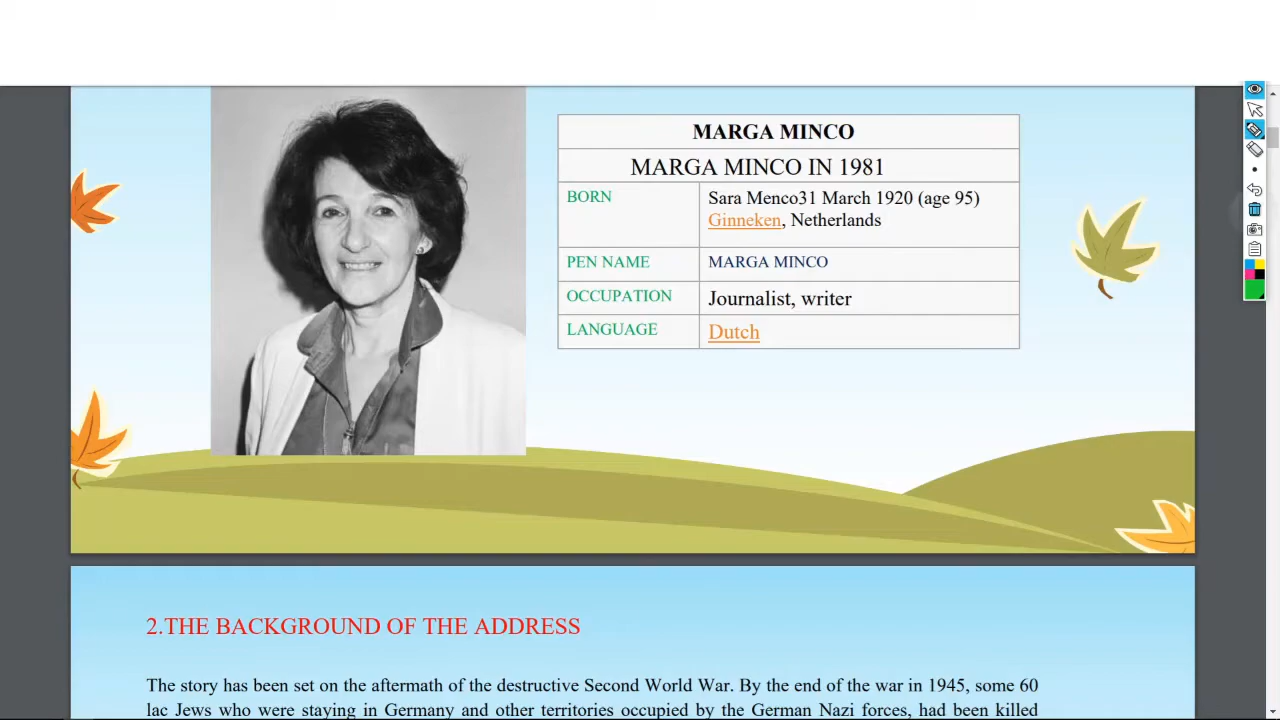 MARGA MINCO
MARGA MINCO IN 1981
BORN
Sara Menco31 March 1920 (age 95)
Ginneken, Netherlands
PEN NAME
MARGA MINCO
OCCUPATION
Journalist, writer
LANGUAGE
Dutch
2.THE BACKGROUND OF THE ADDRESS
The story has been set on the aftermath of the destructive Second World War. By the end of the war in 1945, some 60
lac Jews who were staying in Germany and other territories occupied by the German Nazi forces, had been killed